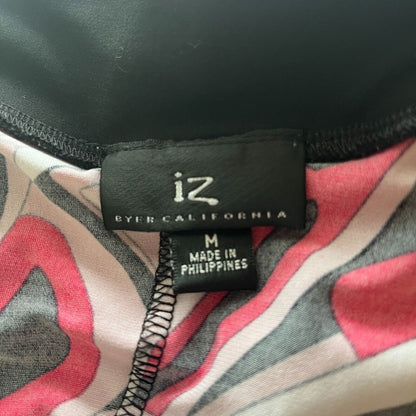 iz
BYER CALIFORNIA
M
MADE IN
PHILIPPINES